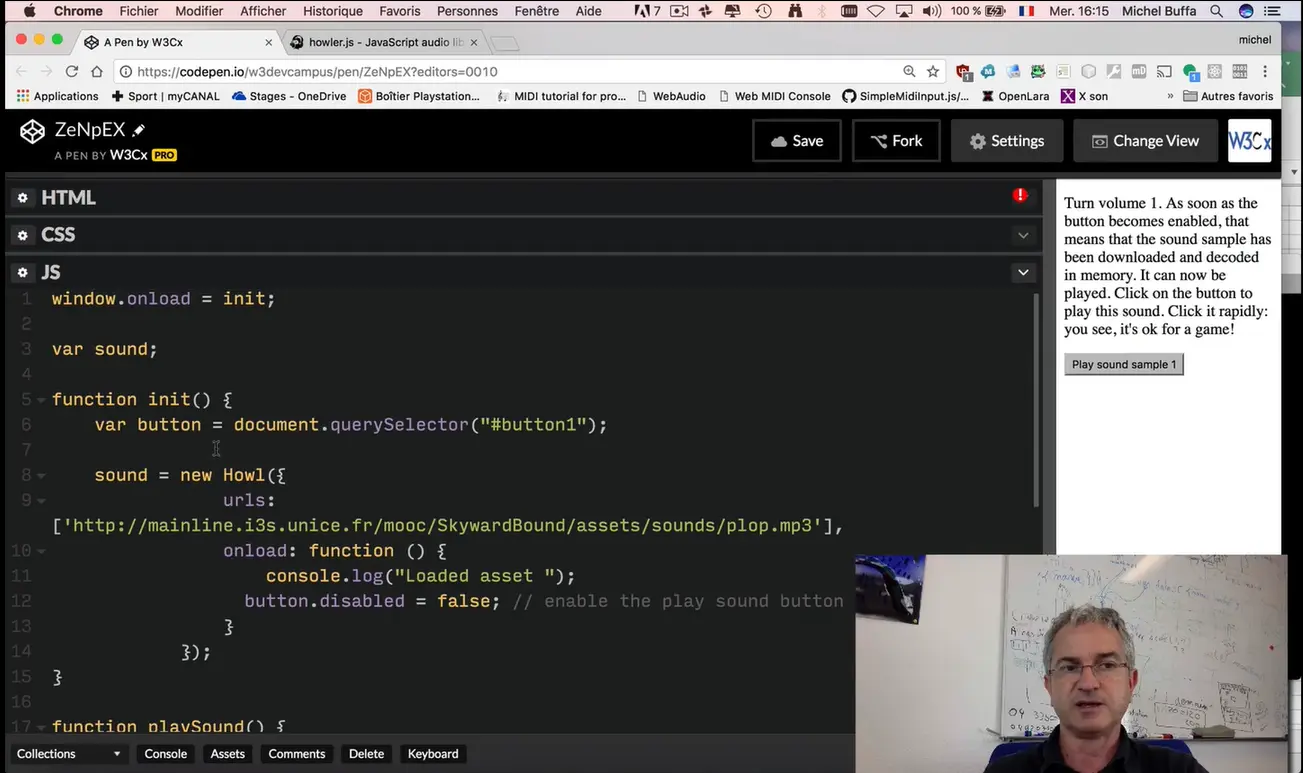 Chrome Fichier Modifier Afficher Historique Favoris Personnes Fenêtre Aide 7 100 % Mer. 16:15 Michel Buffa
A Pen by W3Cx howler.js - JavaScript audio lib michel
https://codepen.io/w3devcampus/pen/ZeNpEX?editors=0010
Applications Sport | myCANAL Stages - OneDrive Boîtier Playstation... MIDI tutorial for pro... WebAudio Web MIDI Console SimpleMidiInput.js/... OpenLara X son » Autres favoris
ZeNpEX
A PEN BY W3Cx PRO
Save Fork Settings Change View W3Cx
HTML
CSS
JS
1 window.onload = init;
2
3 var sound;
4
5 function init() {
6 var button = document.querySelector("#button1");
7
8 sound = new Howl({
9 urls:
['http://mainline.i3s.unice.fr/mooc/SkywardBound/assets/sounds/plop.mp3'],
10 onload: function () {
11 console.log("Loaded asset ");
12 button.disabled = false; // enable the play sound button
13 }
14 });
15 }
16
17 function playSound() {
Turn volume 1. As soon as the
button becomes enabled, that
means that the sound sample has
been downloaded and decoded
in memory. It can now be
played. Click on the button to
play this sound. Click it rapidly:
you see, it's ok for a game!
Play sound sample 1
Collections Console Assets Comments Delete Keyboard